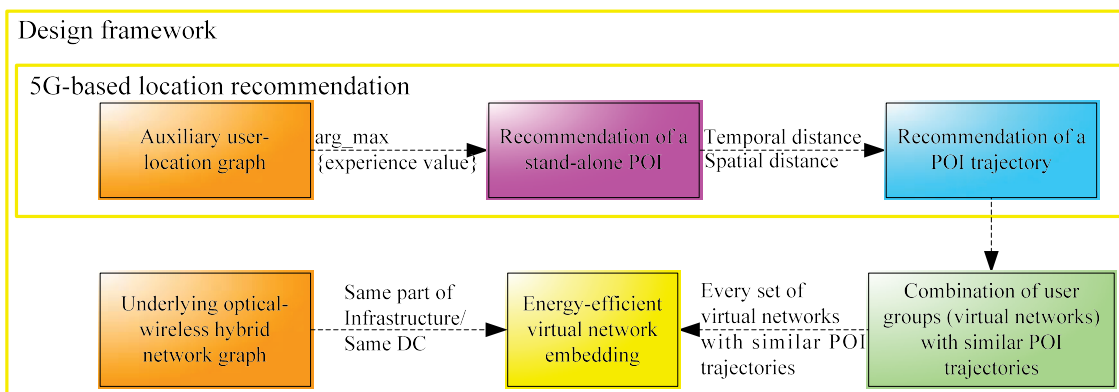 Design framework
5G-based location recommendation
Auxiliary user-
location graph
arg_max
{experience value}
Recommendation of a
stand-alone POI
Temporal distance
Spatial distance
Recommendation of a
POI trajectory
Underlying optical-
wireless hybrid
network graph
Same part of
Infrastructure/
Same DC
Energy-efficient
virtual network
embedding
Every set of
virtual networks
with similar POI
trajectories
Combination of user
groups (virtual networks)
with similar POI
trajectories